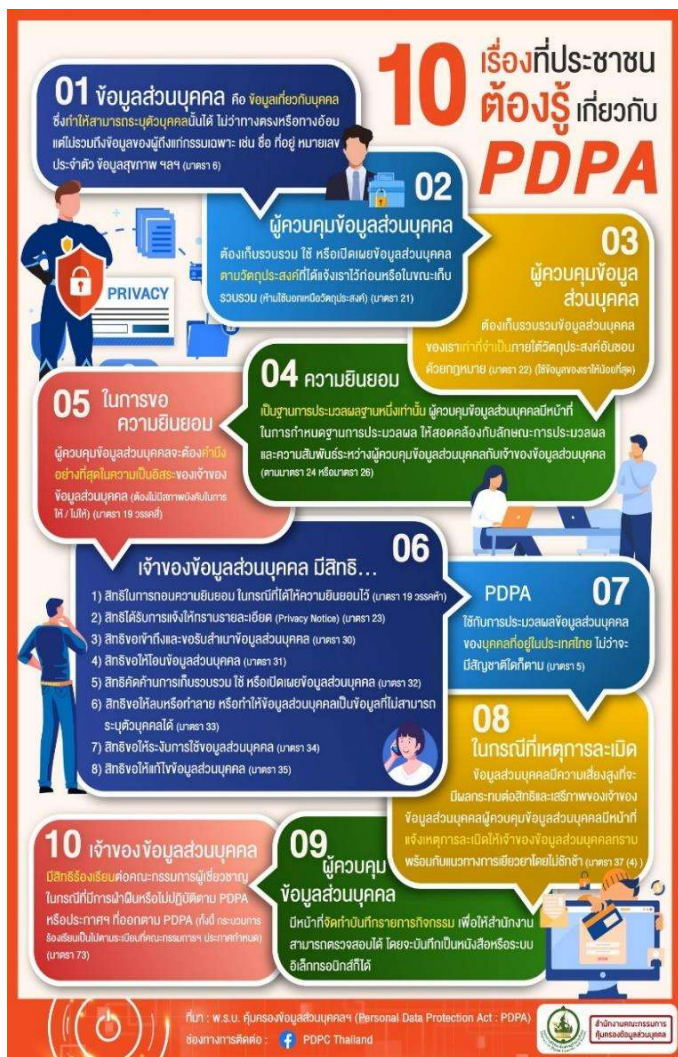 10 เรื่องที่ประชาชน
ต้องรู้ เกี่ยวกับ
PDPA
01 ข้อมูลส่วนบุคคล คือ ข้อมูลเกี่ยวกับบุคคล
ซึ่งทำให้สามารถระบุตัวบุคคลนั้นได้ ไม่ว่าทางตรงหรือทางอ้อม
แต่ไม่รวมถึงข้อมูลของผู้ถึงแก่กรรมเฉพาะ เช่น ชื่อ ที่อยู่ หมายเลข
ประจำตัว ข้อมูลสุขภาพ ฯลฯ (มาตรา 6)
02
ผู้ควบคุมข้อมูลส่วนบุคคล
ต้องเก็บรวบรวม ใช้ หรือเปิดเผยข้อมูลส่วนบุคคล
ตามวัตถุประสงค์ที่ได้แจ้งเราไว้ก่อนหรือในขณะเก็บ
รวบรวม (ห้ามใช้นอกเหนือวัตถุประสงค์) (มาตรา 21)
PRIVACY
03
ผู้ควบคุมข้อมูล
ส่วนบุคคล
ต้องเก็บรวบรวมข้อมูลส่วนบุคคล
ของเราเท่าที่จำเป็นภายใต้วัตถุประสงค์อันชอบ
ด้วยกฎหมาย (มาตรา 22) (ใช้ข้อมูลของเราให้น้อยที่สุด)
04 ความยินยอม
เป็นฐานการประมวลผลฐานหนึ่งเท่านั้น ผู้ควบคุมข้อมูลส่วนบุคคลมีหน้าที่
ในการกำหนดฐานการประมวลผล ให้สอดคล้องกับลักษณะการประมวลผล
และความสัมพันธ์ระหว่างผู้ควบคุมข้อมูลส่วนบุคคลกับเจ้าของข้อมูลส่วนบุคคล
(ตามมาตรา 24 หรือมาตรา 26)
05 ในการขอ
ความยินยอม
ผู้ควบคุมข้อมูลส่วนบุคคลจะต้องคำนึง
อย่างที่สุดในความเป็นอิสระของเจ้าของ
ข้อมูลส่วนบุคคล (ต้องไม่มีสภาพบังคับในการ
ให้ / ไม่ให้) (มาตรา 19 วรรคสี่)
06
เจ้าของข้อมูลส่วนบุคคล มีสิทธิ...
1) สิทธิในการถอนความยินยอม ในกรณีที่ได้ให้ความยินยอมไว้ (มาตรา 19 วรรคห้า)
2) สิทธิได้รับการแจ้งให้ทราบรายละเอียด (Privacy Notice) (มาตรา 23)
3) สิทธิขอเข้าถึงและขอรับสำเนาข้อมูลส่วนบุคคล (มาตรา 30)
4) สิทธิขอให้โอนข้อมูลส่วนบุคคล (มาตรา 31)
5) สิทธิคัดค้านการเก็บรวบรวม ใช้ หรือเปิดเผยข้อมูลส่วนบุคคล (มาตรา 32)
6) สิทธิขอให้ลบหรือทำลาย หรือทำให้ข้อมูลส่วนบุคคลเป็นข้อมูลที่ไม่สามารถ
ระบุตัวบุคคลได้ (มาตรา 33)
7) สิทธิขอให้ระงับการใช้ข้อมูลส่วนบุคคล (มาตรา 34)
8) สิทธิขอให้แก้ไขข้อมูลส่วนบุคคล (มาตรา 35)
PDPA 07
ใช้กับการประมวลผลข้อมูลส่วนบุคคล
ของบุคคลที่อยู่ในประเทศไทย ไม่ว่าจะ
มีสัญชาติใดก็ตาม (มาตรา 5)
08
ในกรณีที่เหตุการละเมิด
ข้อมูลส่วนบุคคลมีความเสี่ยงสูงที่จะ
มีผลกระทบต่อสิทธิและเสรีภาพของเจ้าของ
ข้อมูลส่วนบุคคลผู้ควบคุมข้อมูลส่วนบุคคลมีหน้าที่
แจ้งเหตุการละเมิดให้เจ้าของข้อมูลส่วนบุคคลทราบ
พร้อมกับแนวทางการเยียวยาโดยไม่ชักช้า (มาตรา 37 (4) )
09
ผู้ควบคุม
ข้อมูลส่วนบุคคล
มีหน้าที่จัดทำบันทึกรายการกิจกรรม เพื่อให้สำนักงาน
สามารถตรวจสอบได้ โดยจะบันทึกเป็นหนังสือหรือระบบ
อิเล็กทรอนิกส์ก็ได้
10 เจ้าของข้อมูลส่วนบุคคล
มีสิทธิร้องเรียนต่อคณะกรรมการผู้เชี่ยวชาญ
ในกรณีที่มีการฝ่าฝืนหรือไม่ปฏิบัติตาม PDPA
หรือประกาศฯ ที่ออกตาม PDPA (ทั้งนี้ กระบวนการ
ร้องเรียนเป็นไปตามระเบียบที่คณะกรรมการฯ ประกาศกำหนด)
(มาตรา 73)
ที่มา : พ.ร.บ. คุ้มครองข้อมูลส่วนบุคคลฯ (Personal Data Protection Act : PDPA)
ช่องทางการติดต่อ : PDPC Thailand
สำนักงานคณะกรรมการ
คุ้มครองข้อมูลส่วนบุคคล